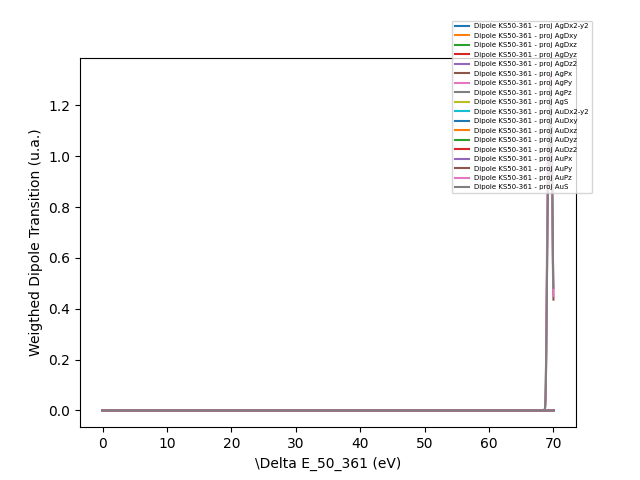 Dipole KS50-361 - proj AgDx2-y2
Dipole KS50-361 - proj AgDxy
Dipole KS50-361 - proj AgDxz
Dipole KS50-361 - proj AgDyz
Dipole KS50-361 - proj AgDz2
Dipole KS50-361 - proj AgPx
Dipole KS50-361 - proj AgPy
Dipole KS50-361 - proj AgPz
Dipole KS50-361 - proj AgS
Dipole KS50-361 - proj AuDx2-y2
Dipole KS50-361 - proj AuDxy
Dipole KS50-361 - proj AuDxz
Dipole KS50-361 - proj AuDyz
Dipole KS50-361 - proj AuDz2
Dipole KS50-361 - proj AuPx
Dipole KS50-361 - proj AuPy
Dipole KS50-361 - proj AuPz
Dipole KS50-361 - proj AuS
Weigthed Dipole Transition (u.a.)
1.2
1.0
0.8
0.6
0.4
0.2
0.0
0 10 20 30 40 50 60 70
\Delta E_50_361 (eV)